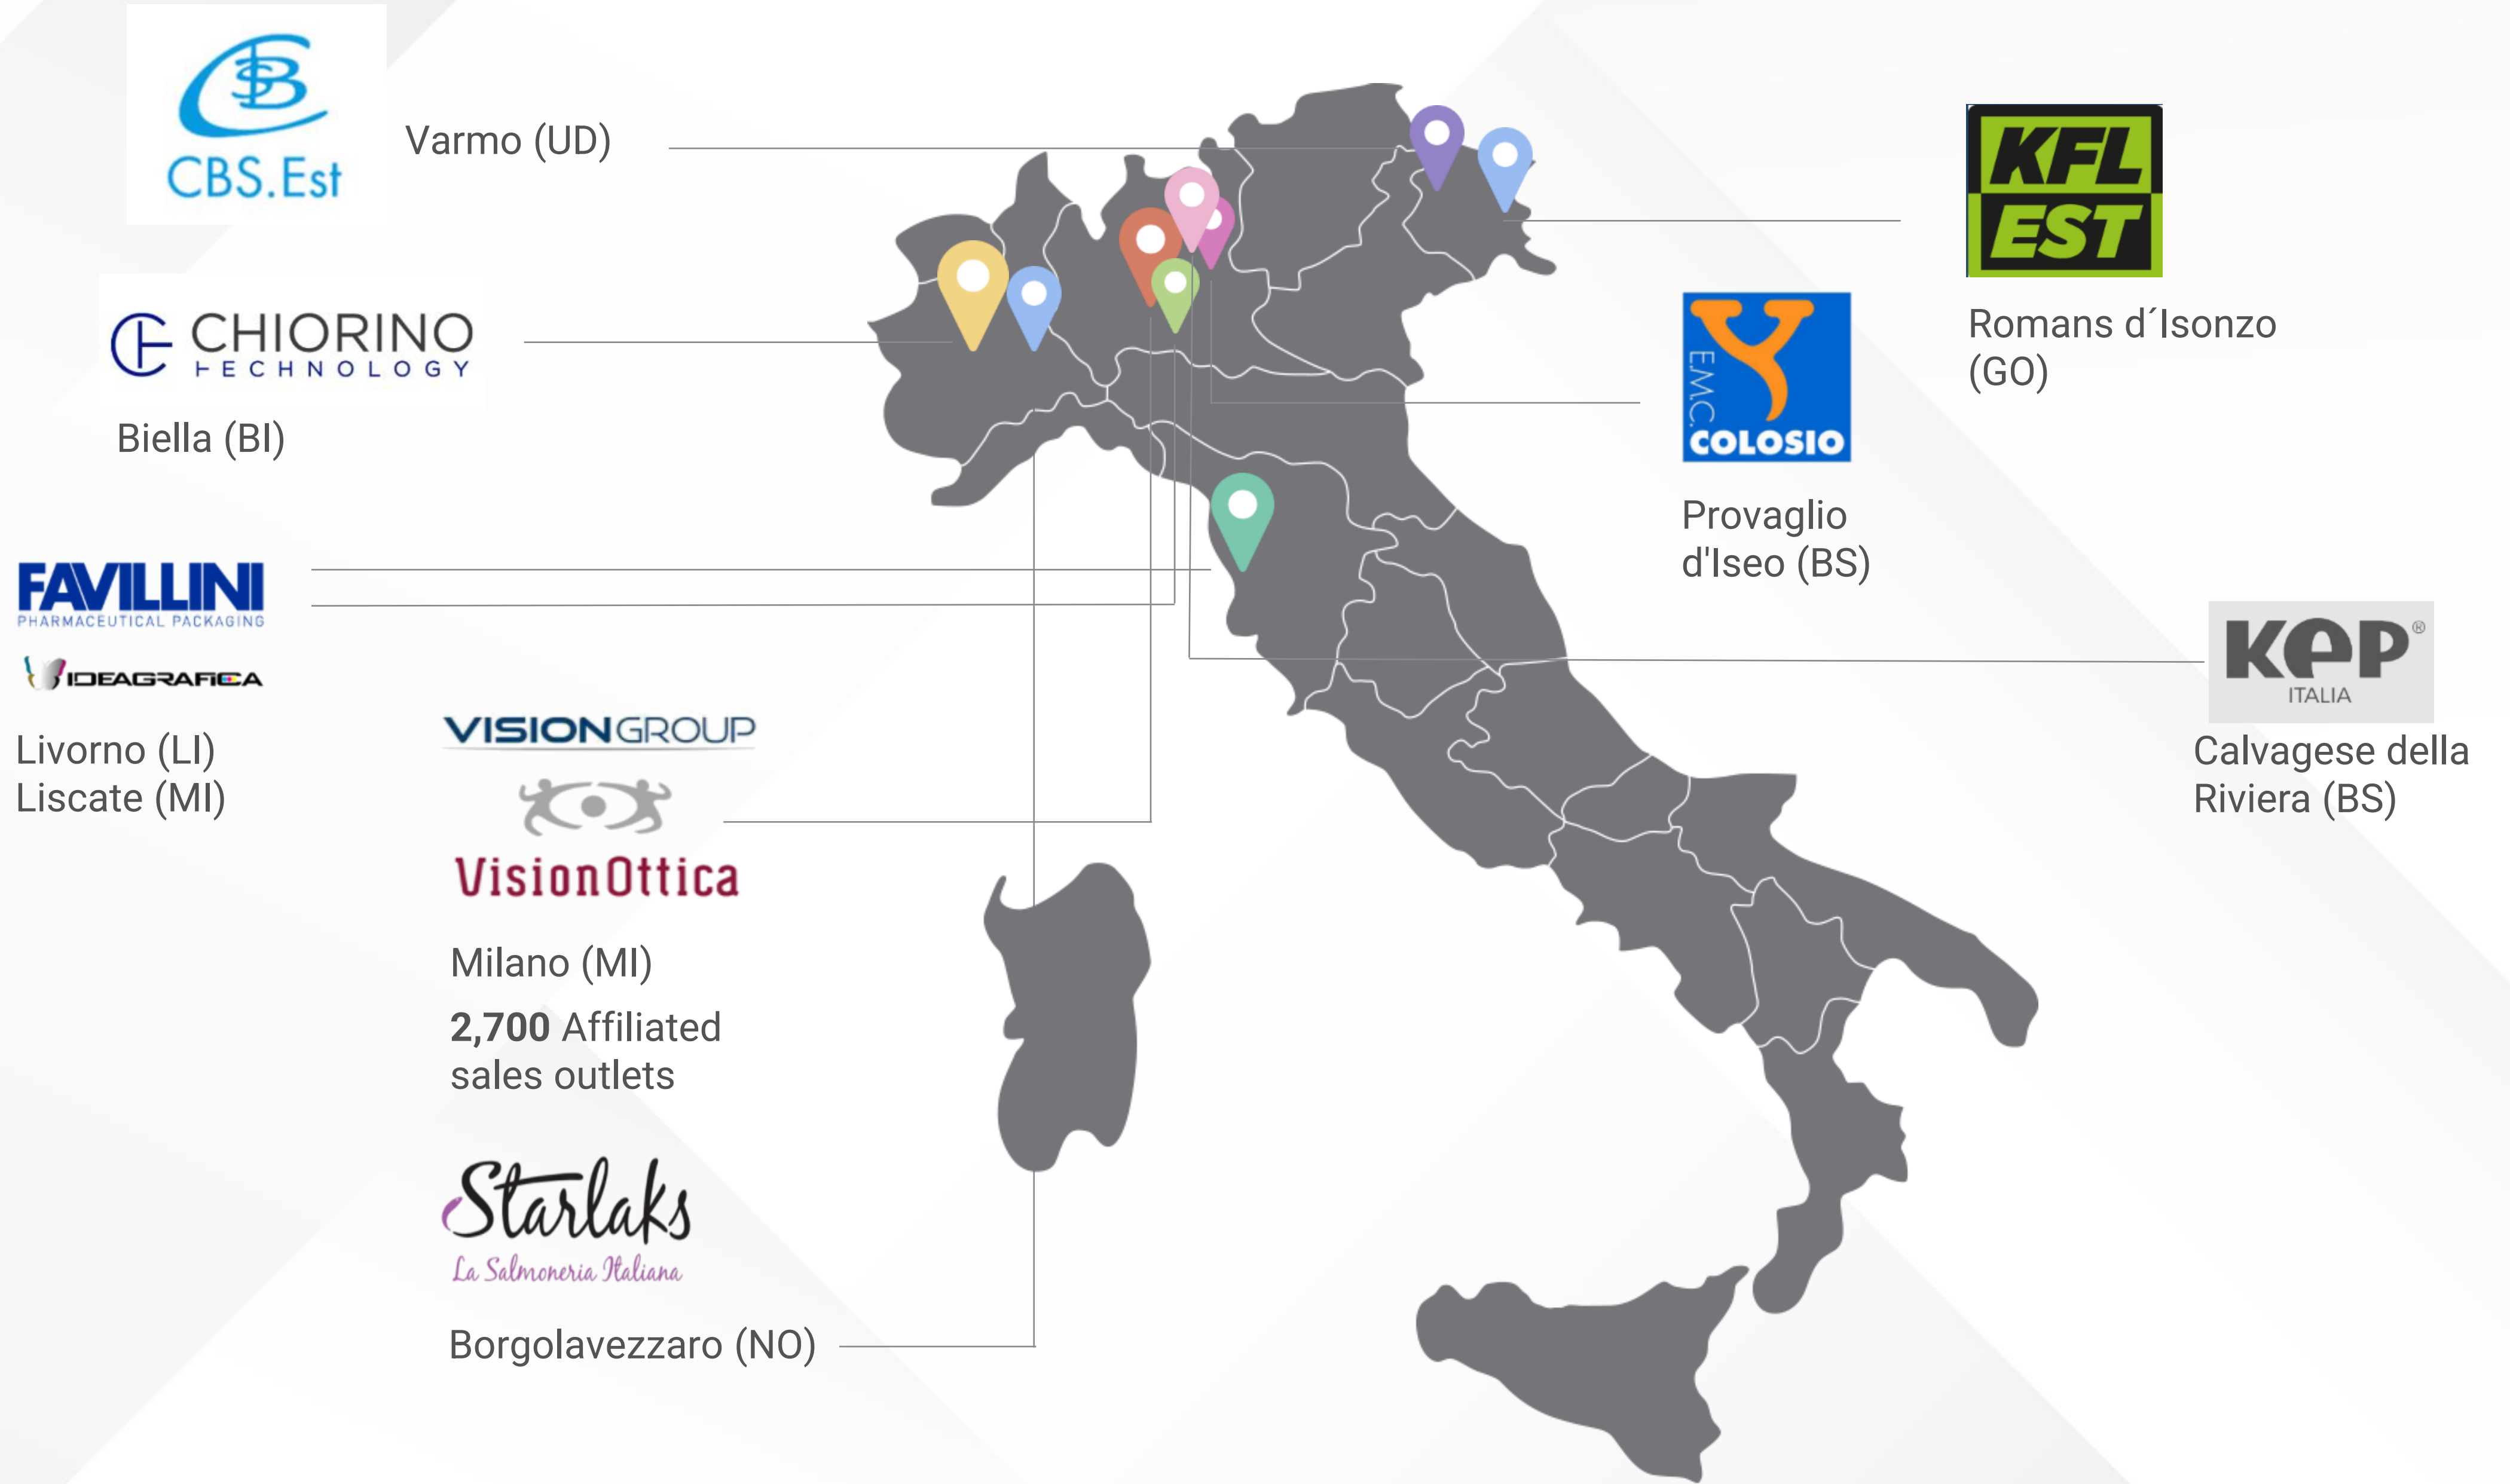 CBS.Est
Varmo (UD)
CHIORINO
TECHNOLOGY
Biella (BI)
FAVILLINI
PHARMACEUTICAL PACKAGING
IDEAGRAFICA
Livorno (LI)
Liscate (MI)
VISIONGROUP
VisionOttica
Milano (MI)
2,700 Affiliated
sales outlets
Starlaks
La Salmoneria Italiana
Borgolavezzaro (NO)
KFL
EST
Romans d´Isonzo
(GO)
E.M.C.
COLOSIO
Provaglio
d'Iseo (BS)
KEP®
ITALIA
Calvagese della
Riviera (BS)